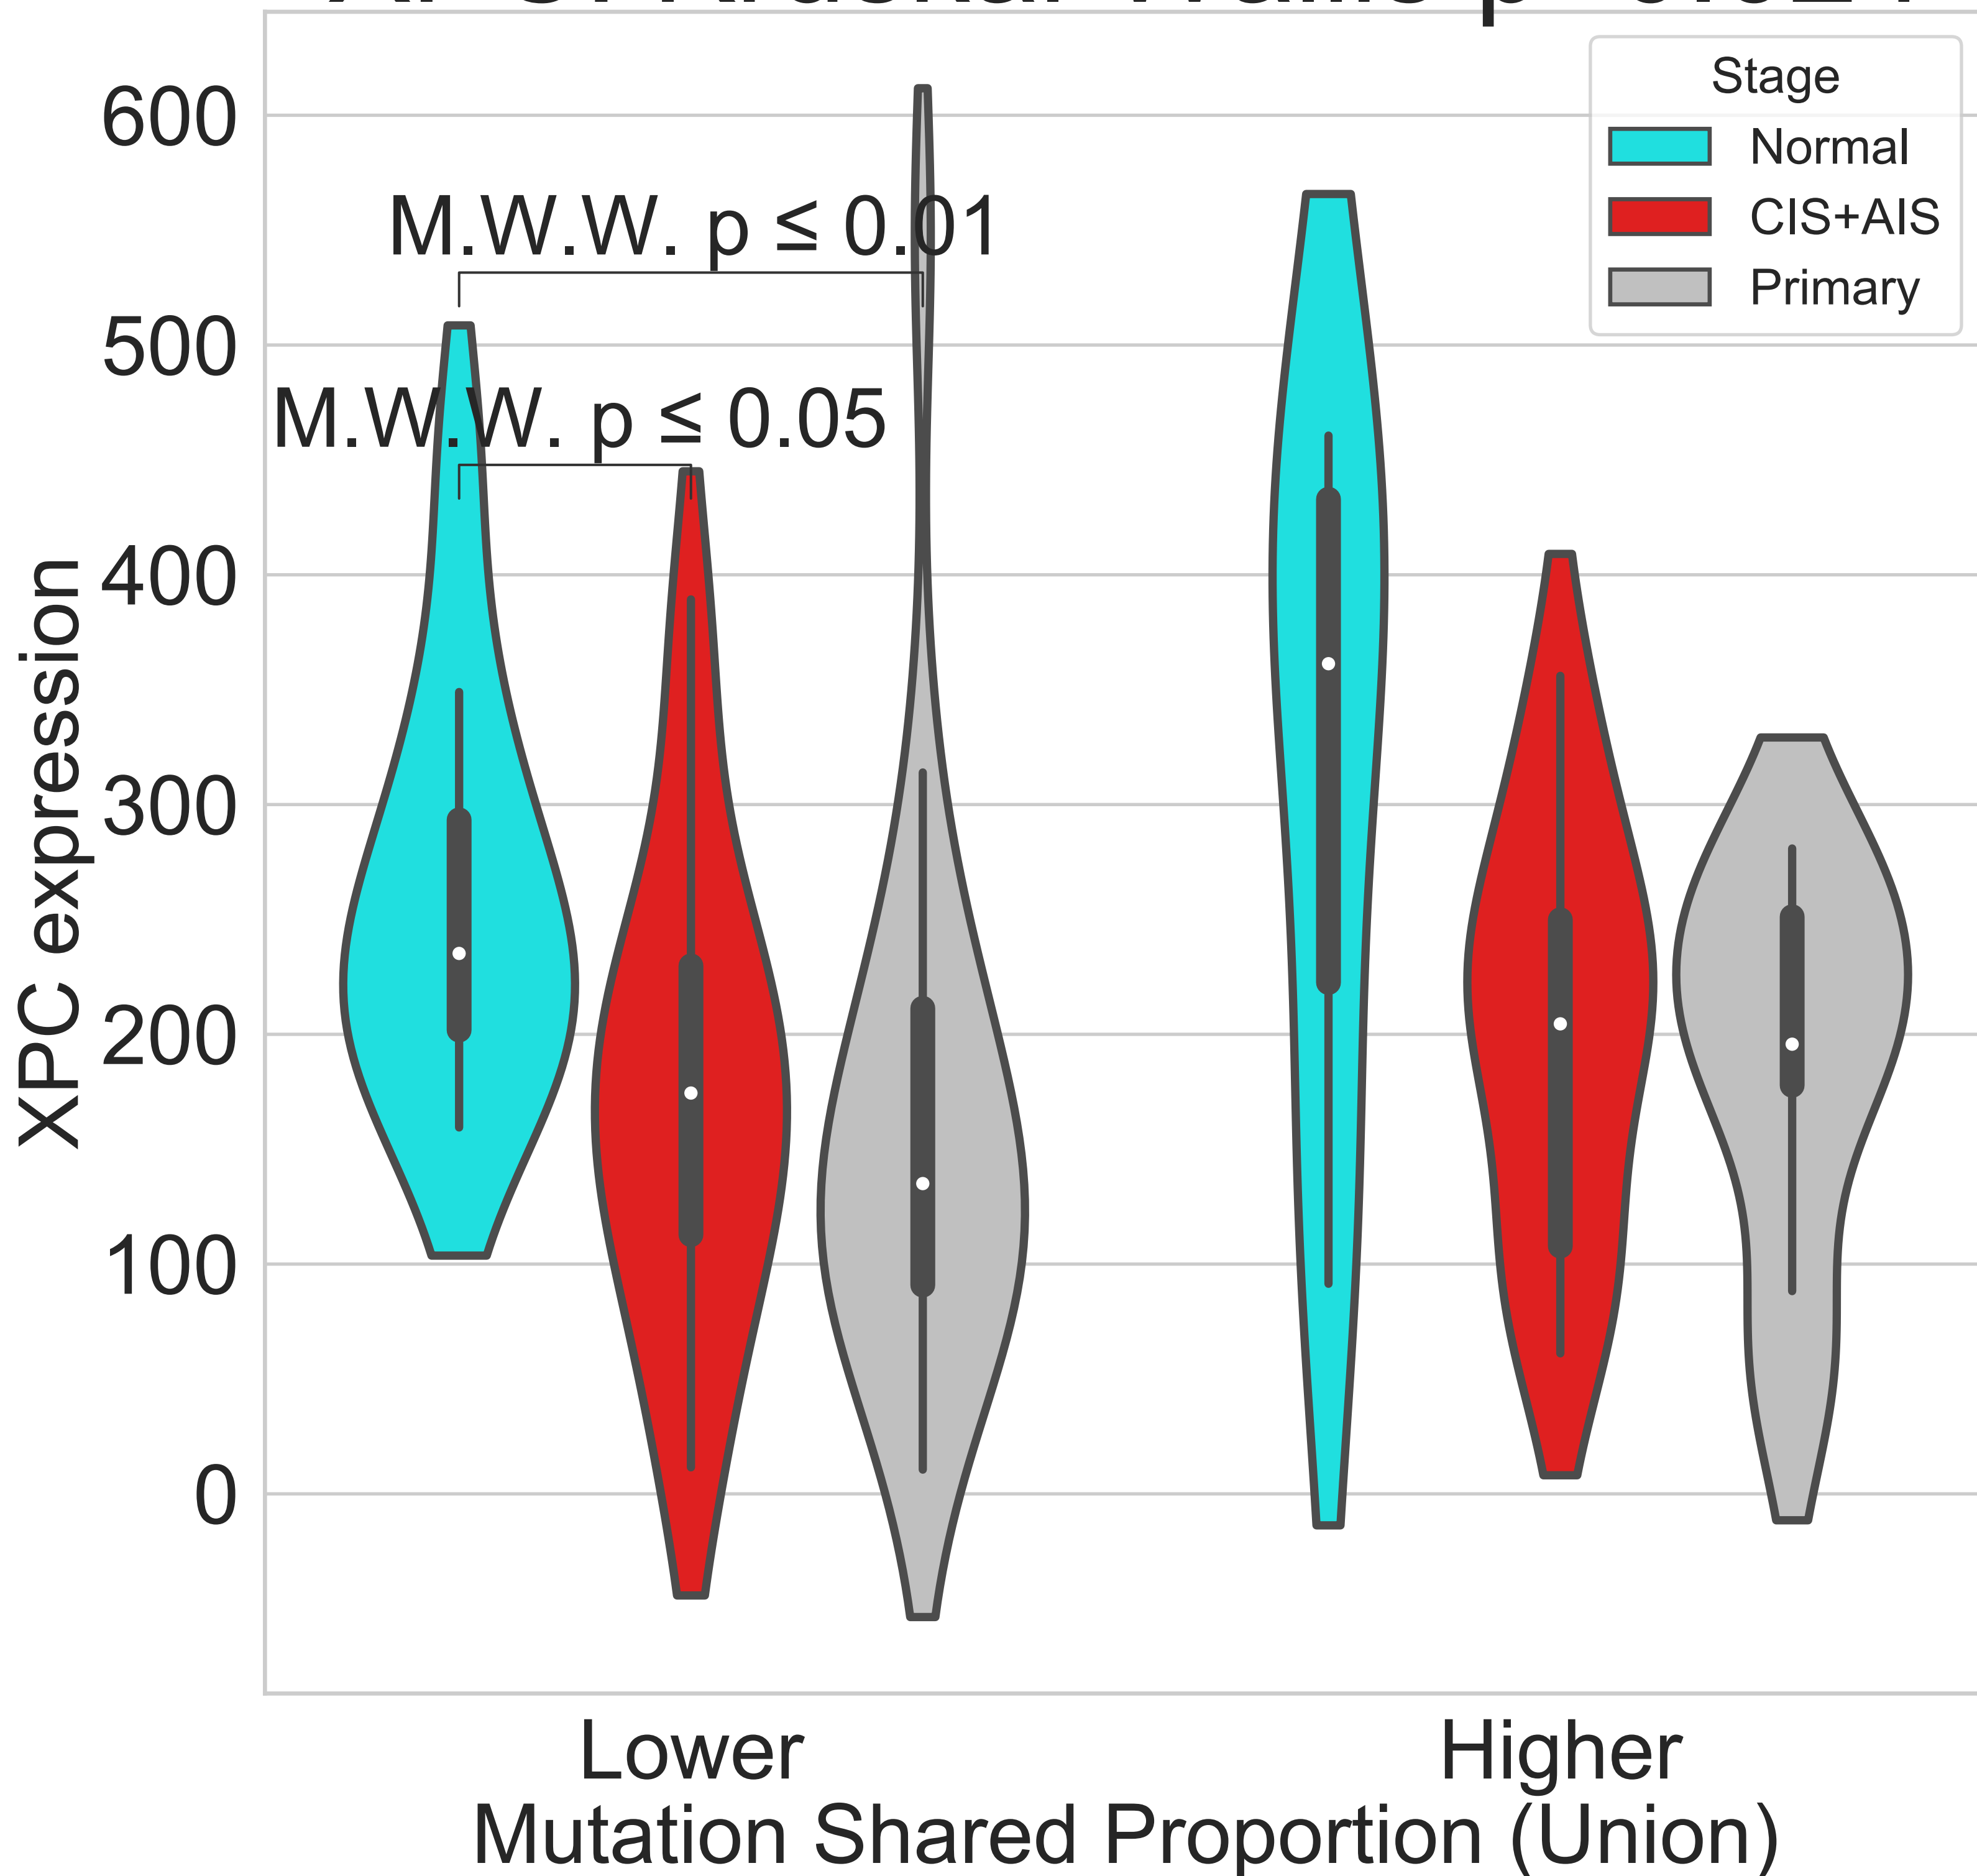 Stage
Normal
CIS+AIS
Primary
M.W.W. p ≤ 0.01
M.W.W. p ≤ 0.05
600
500
400
300
200
100
0
XPC expression
Lower
Higher
Mutation Shared Proportion (Union)